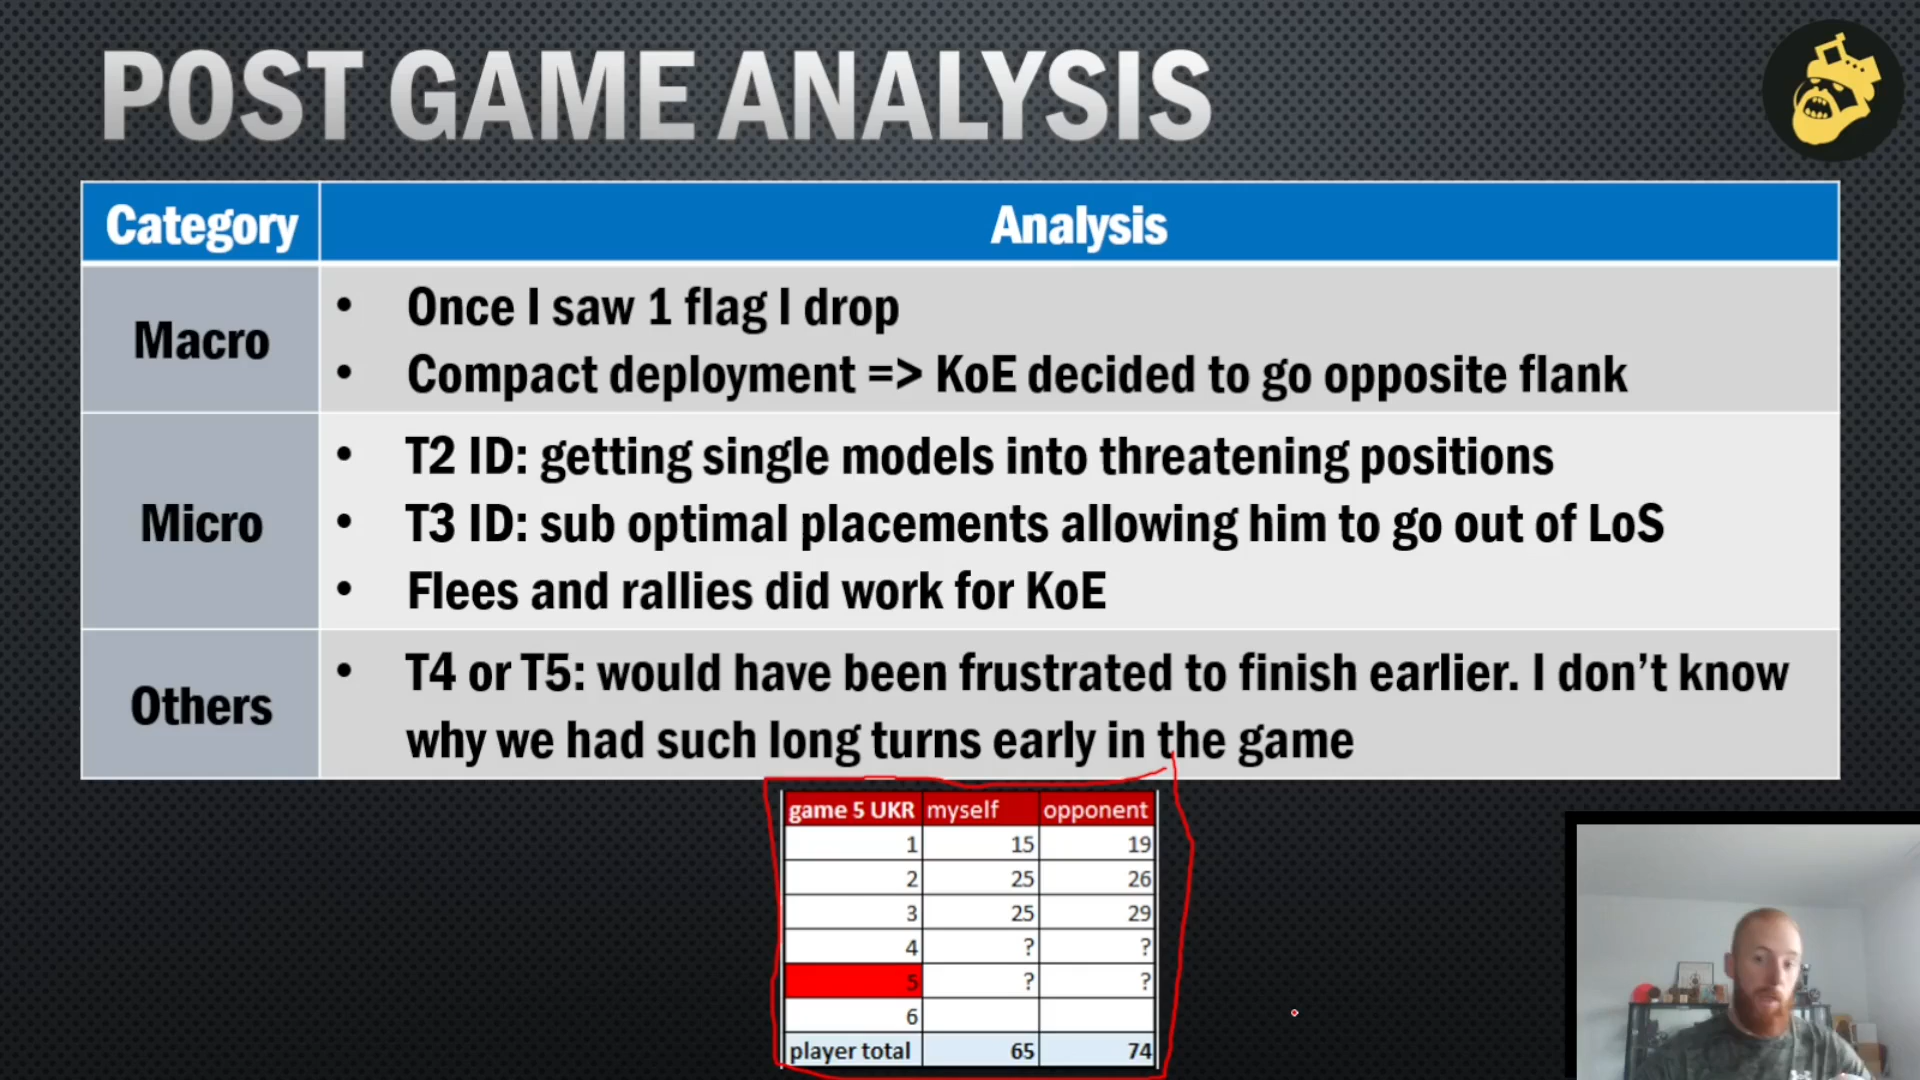 POST GAME ANALYSIS
Category Analysis
Macro
• Once I saw 1 flag I drop
• Compact deployment => KoE decided to go opposite flank
Micro
• T2 ID: getting single models into threatening positions
• T3 ID: sub optimal placements allowing him to go out of LoS
• Flees and rallies did work for KoE
Others
• T4 or T5: would have been frustrated to finish earlier. I don’t know
why we had such long turns early in the game
game 5 UKR myself opponent
1 15 19
2 25 26
3 25 29
4 ? ?
5 ? ?
6
player total 65 74